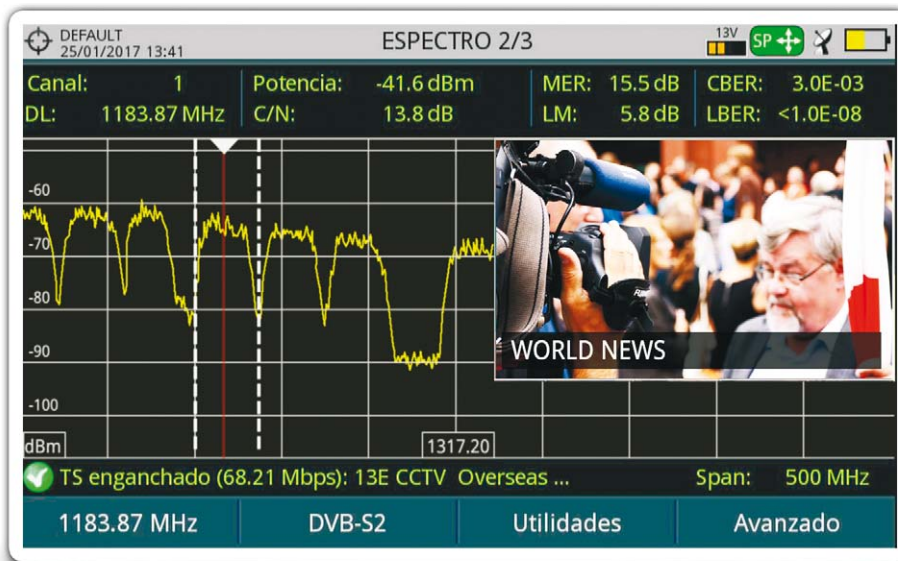 DEFAULT
25/01/2017 13:41
ESPECTRO 2/3
13V
SP
Canal: 1 Potencia: -41.6 dBm MER: 15.5 dB CBER: 3.0E-03
DL: 1183.87 MHz C/N: 13.8 dB LM: 5.8 dB LBER: <1.0E-08
-60
-70
-80
-90
-100
dBm
1317.20
WORLD NEWS
TS enganchado (68.21 Mbps): 13E CCTV Overseas ... Span: 500 MHz
1183.87 MHz DVB-S2 Utilidades Avanzado